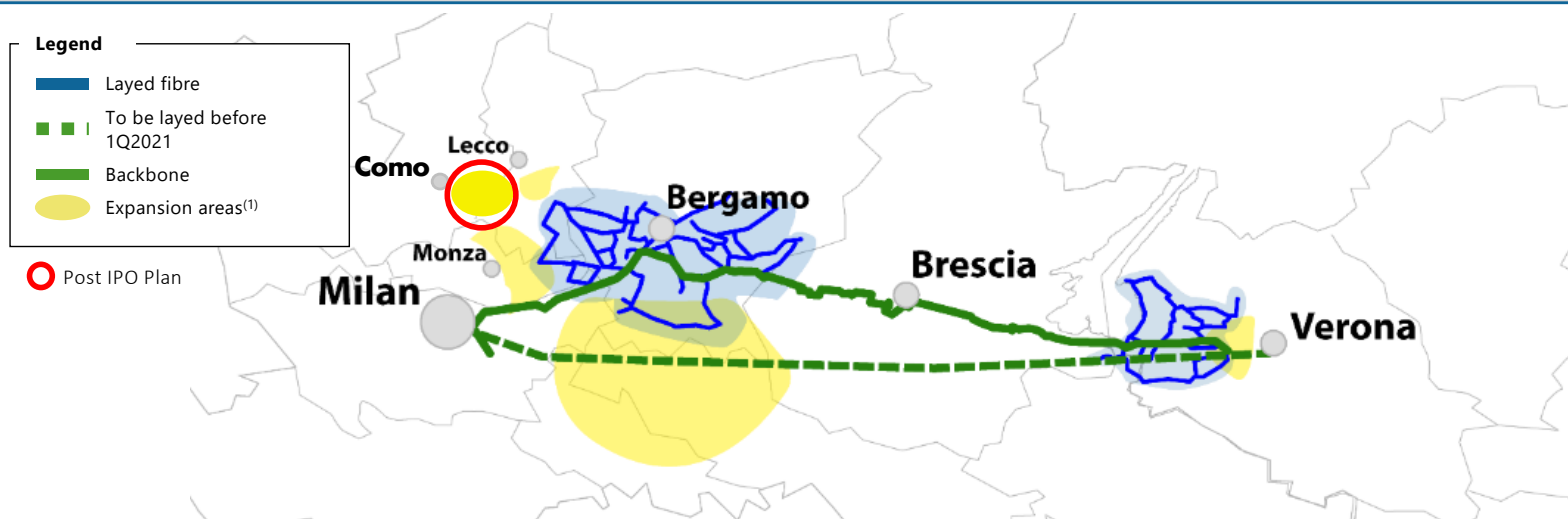 Legend
Layed fibre
To be layed before
1Q2021
Backbone
Expansion areas(1)
Post IPO Plan
Lecco
Como
Bergamo
Monza
Brescia
Milan
Verona